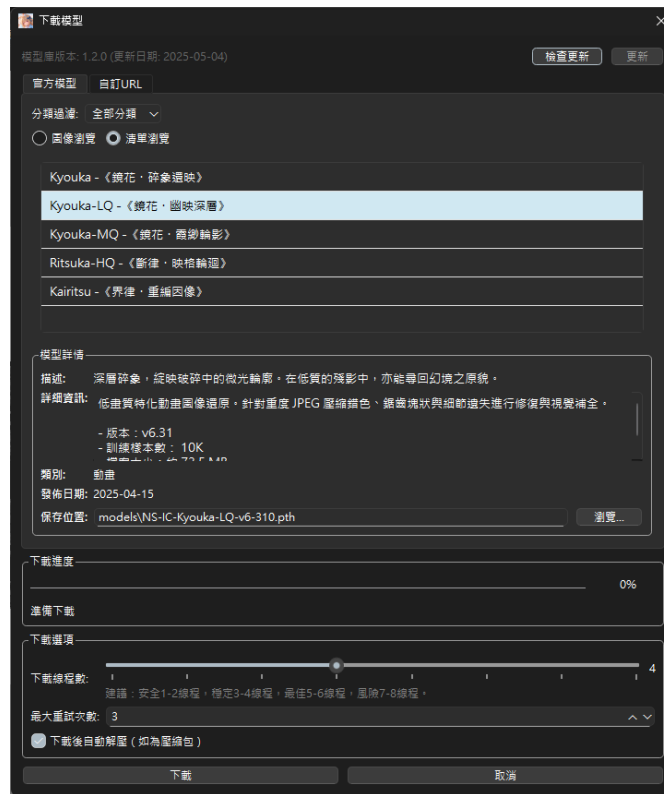 下載模型
模型庫版本: 1.2.0 (更新日期: 2025-05-04)
檢查更新
更新
官方模型
自訂URL
分類過濾: 全部分類
圖像瀏覽
清單瀏覽
Kyouka -《鏡花・碎象還映》
Kyouka-LQ -《鏡花・幽映深層》
Kyouka-MQ -《鏡花・霞緲輪影》
Ritsuka-HQ -《斷律・映格輪迴》
Kairitsu -《界律・重編因像》
模型詳情
描述: 深層碎象，綻映破碎中的微光輪廓。在低質的殘影中，亦能尋回幻境之原貌。
詳細資訊: 低畫質特化動畫圖像還原。針對重度 JPEG 壓縮錯色、鋸齒塊狀與細節遺失進行修復與視覺補全。
- 版本：v6.31
- 訓練樣本數： 10K
類別: 動畫
發佈日期: 2025-04-15
保存位置: models\NS-IC-Kyouka-LQ-v6-310.pth
瀏覽...
下載進度
0%
準備下載
下載選項
下載線程數:
4
建議：安全1-2線程，穩定3-4線程，最佳5-6線程，風險7-8線程。
最大重試次數: 3
下載後自動解壓 ( 如為壓縮包 )
下載
取消